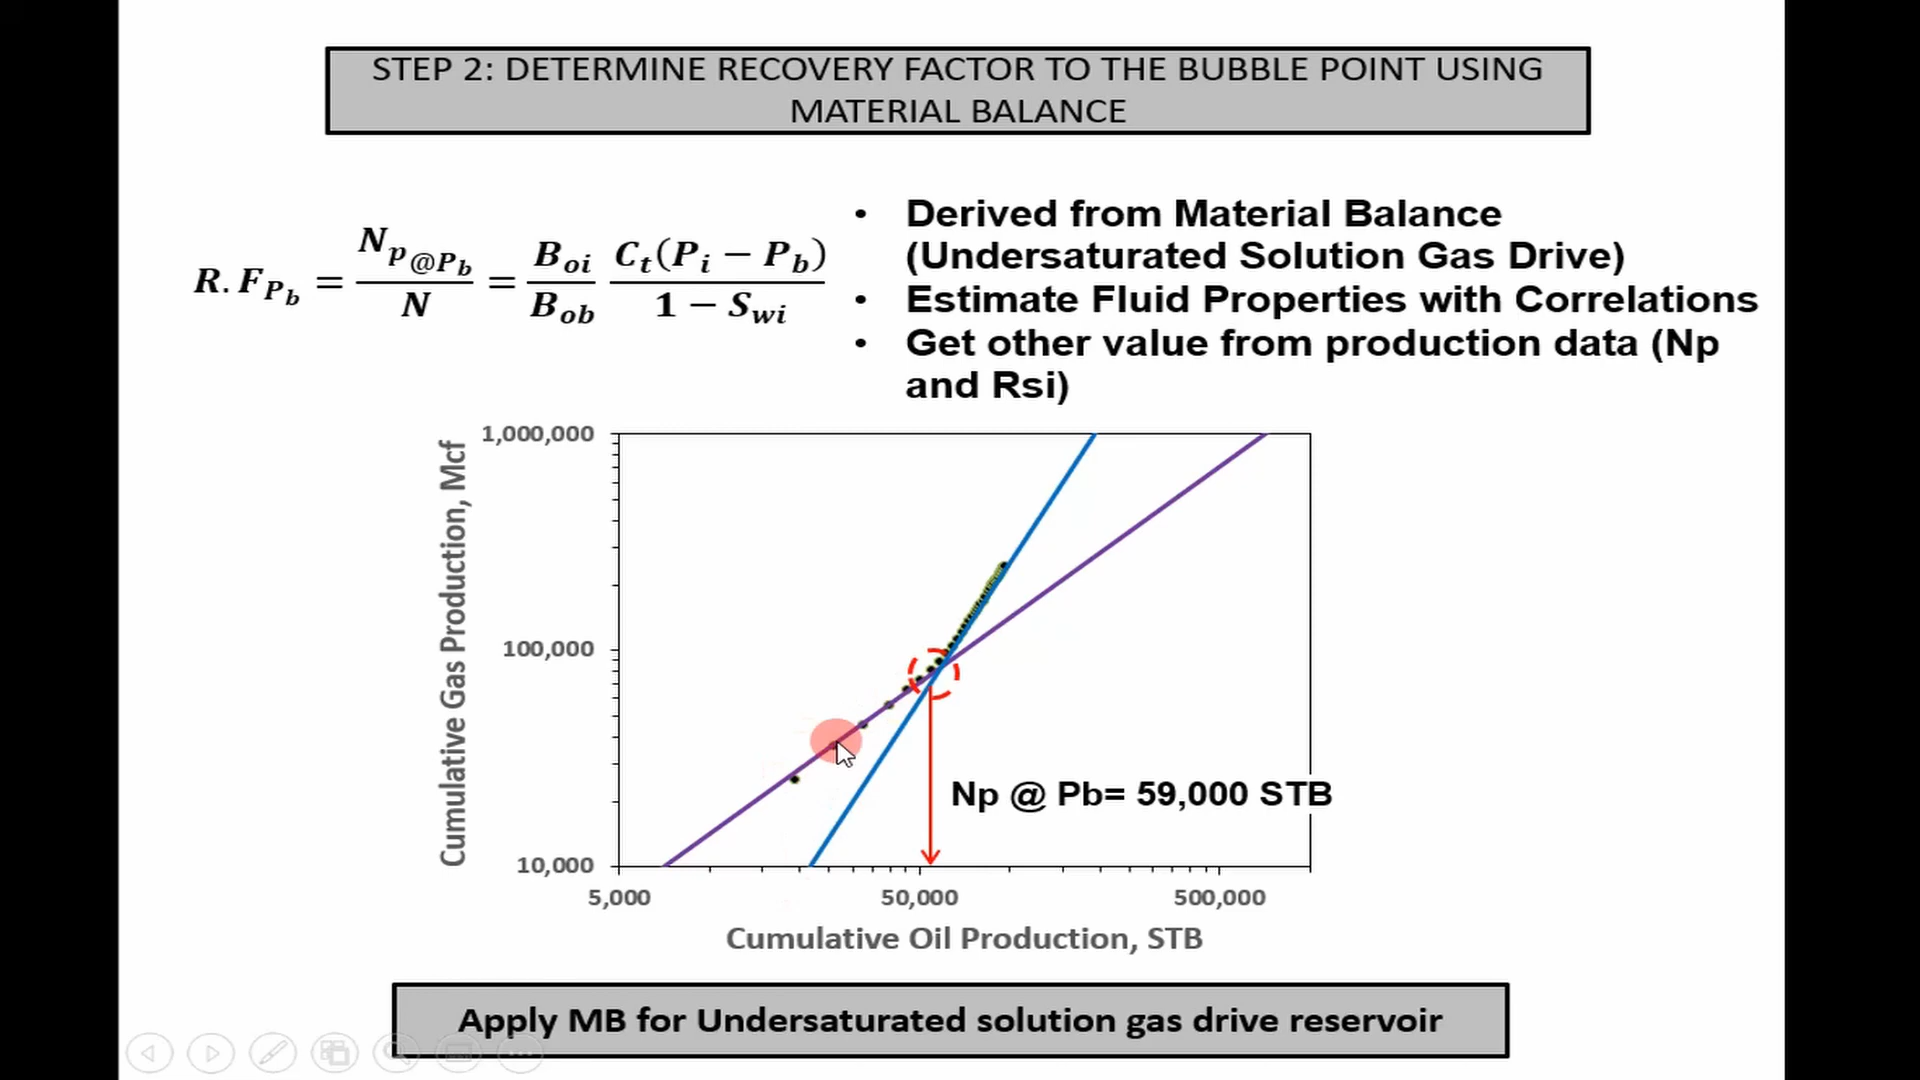 STEP 2: DETERMINE RECOVERY FACTOR TO THE BUBBLE POINT USING
MATERIAL BALANCE
R.F_{P_b} = \frac{N_{p@P_b}}{N} = \frac{B_{oi}}{B_{ob}} \frac{C_t(P_i − P_b)}{1 − S_{wi}}
• Derived from Material Balance
(Undersaturated Solution Gas Drive)
• Estimate Fluid Properties with Correlations
• Get other value from production data (Np
and Rsi)
Cumulative Gas Production, Mcf
1,000,000
100,000
10,000
Np @ Pb= 59,000 STB
5,000 50,000 500,000
Cumulative Oil Production, STB
Apply MB for Undersaturated solution gas drive reservoir